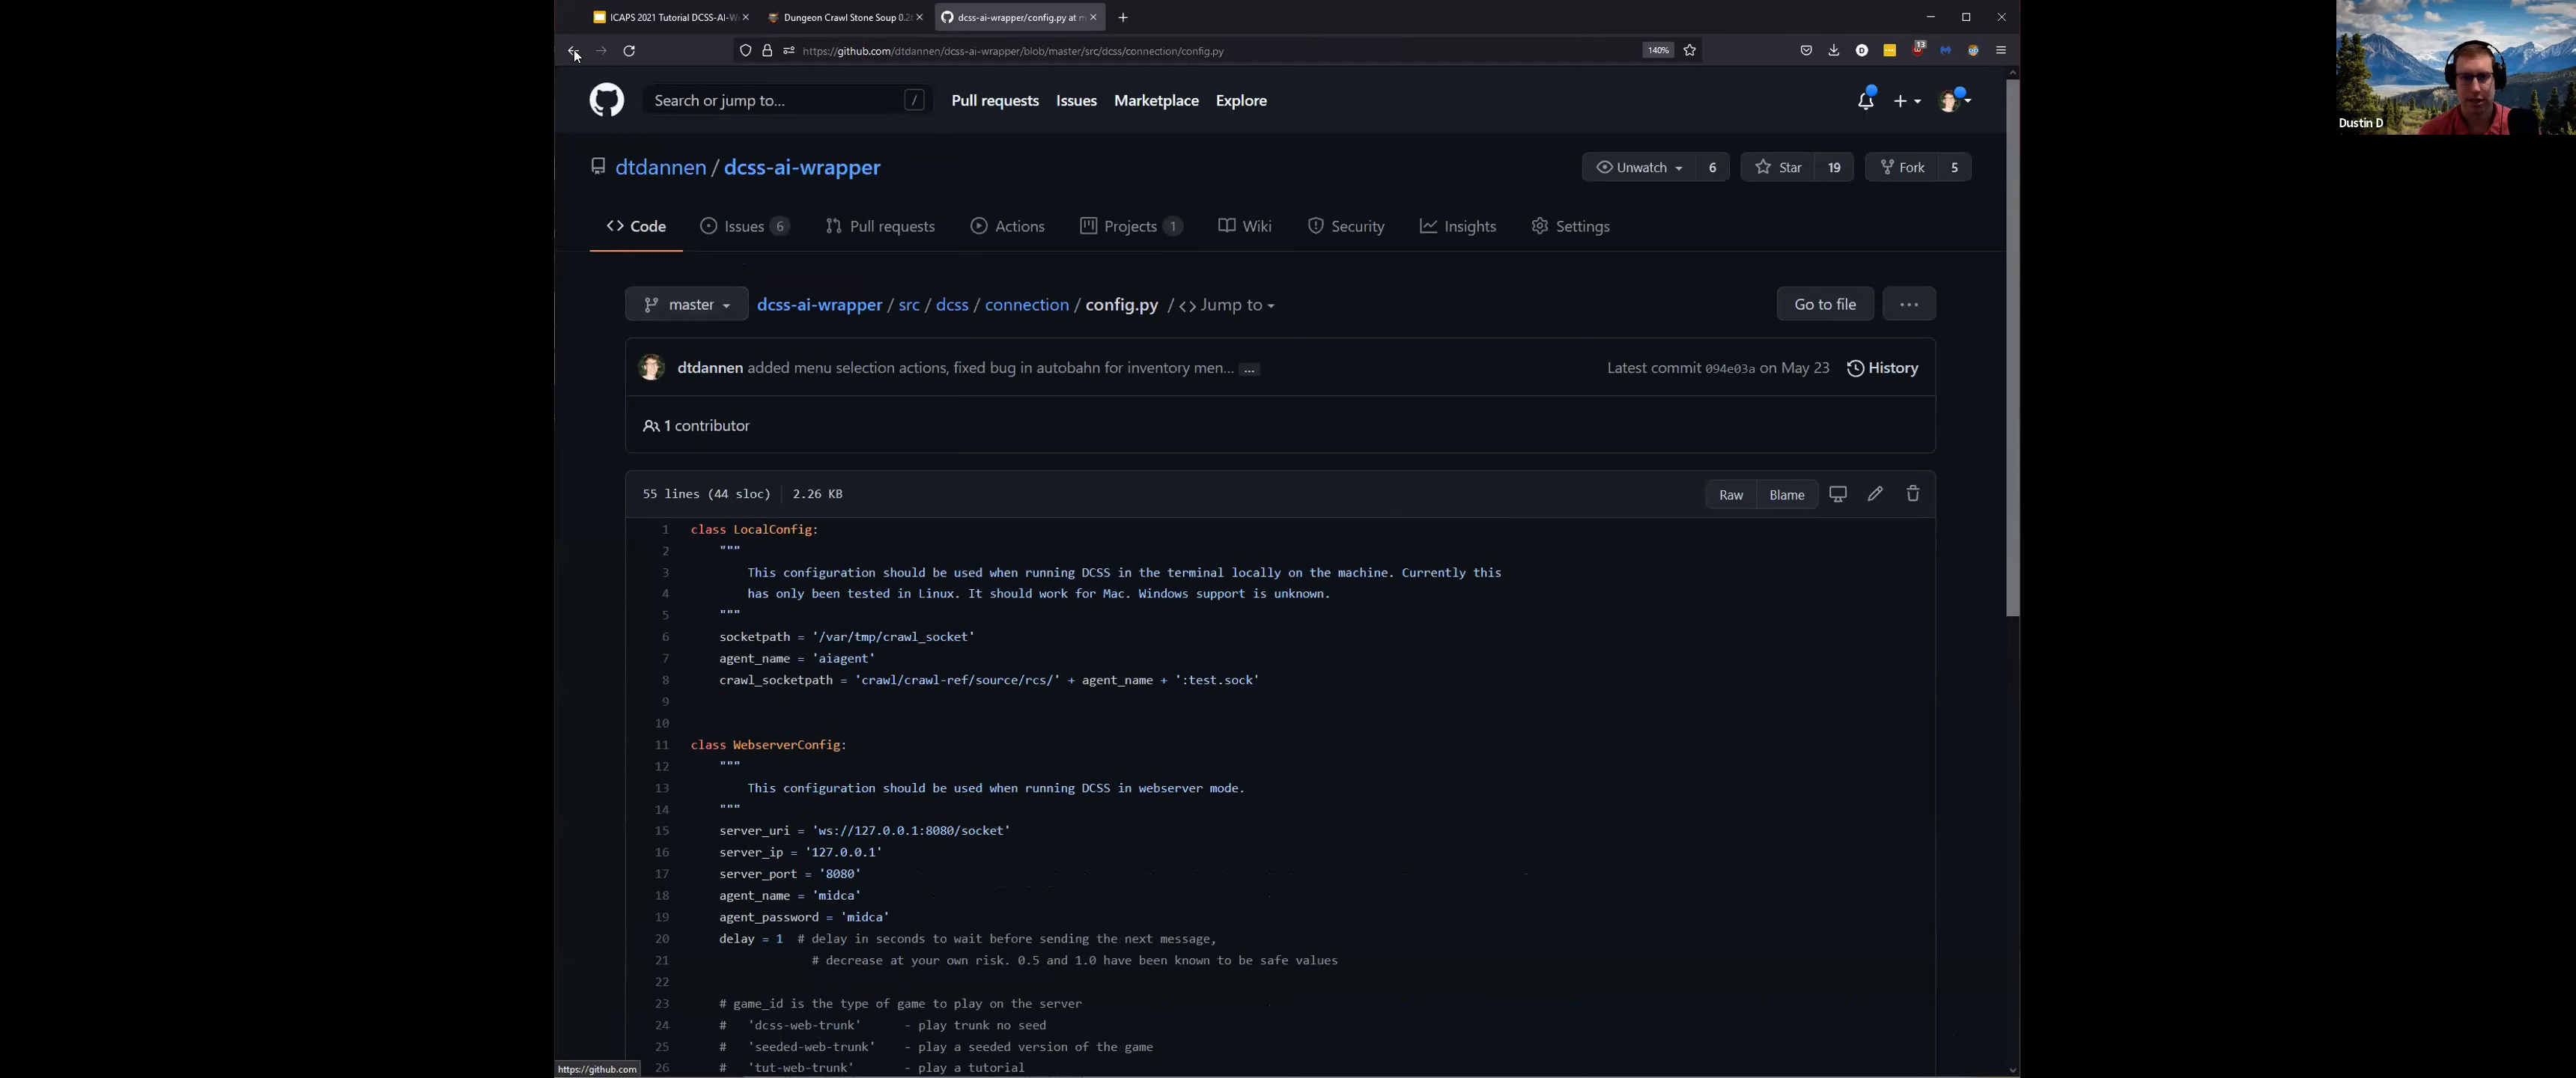 ICAPS 2021 Tutorial DCSS-AI-W
Dungeon Crawl Stone Soup 0.2
dcss-ai-wrapper/config.py at m
https://github.com/dtdannen/dcss-ai-wrapper/blob/master/src/dcss/connection/config.py
140%
13
Search or jump to...
/
Pull requests
Issues
Marketplace
Explore
Dustin D
dtdannen / dcss-ai-wrapper
Unwatch 6
Star 19
Fork 5
<> Code
Issues 6
Pull requests
Actions
Projects 1
Wiki
Security
Insights
Settings
master
dcss-ai-wrapper / src / dcss / connection / config.py / <> Jump to
Go to file
...
dtdannen added menu selection actions, fixed bug in autobahn for inventory men... ...
Latest commit 094e03a on May 23
History
1 contributor
55 lines (44 sloc) | 2.26 KB
Raw
Blame
1 class LocalConfig:
2 """
3 This configuration should be used when running DCSS in the terminal locally on the machine. Currently this
4 has only been tested in Linux. It should work for Mac. Windows support is unknown.
5 """
6 socketpath = '/var/tmp/crawl_socket'
7 agent_name = 'aiagent'
8 crawl_socketpath = 'crawl/crawl-ref/source/rcs/' + agent_name + ':test.sock'
9
10
11 class WebserverConfig:
12 """
13 This configuration should be used when running DCSS in webserver mode.
14 """
15 server_uri = 'ws://127.0.0.1:8080/socket'
16 server_ip = '127.0.0.1'
17 server_port = '8080'
18 agent_name = 'midca'
19 agent_password = 'midca'
20 delay = 1 # delay in seconds to wait before sending the next message,
21 # decrease at your own risk. 0.5 and 1.0 have been known to be safe values
22
23 # game_id is the type of game to play on the server
24 # 'dcss-web-trunk' - play trunk no seed
25 # 'seeded-web-trunk' - play a seeded version of the game
26 # 'tut-web-trunk' - play a tutorial
https://github.com